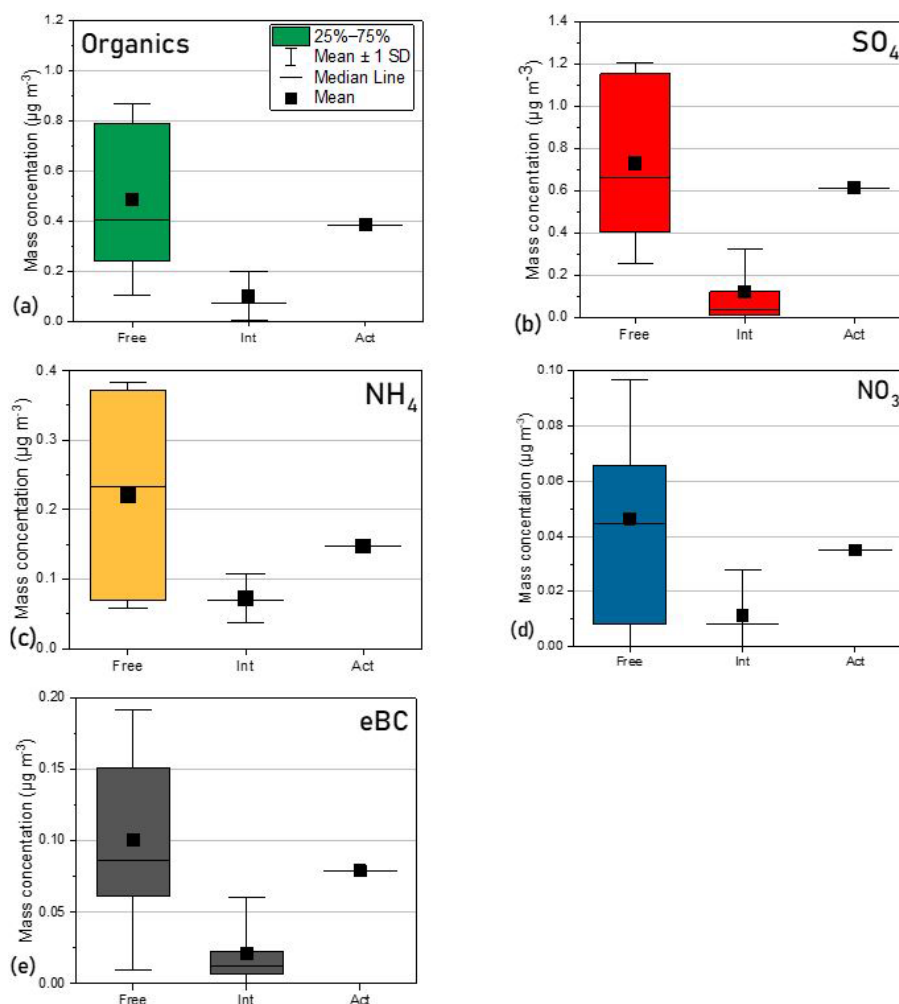 Organics
25%–75%
Mean ± 1 SD
Median Line
Mean
Mass concentration (µg m⁻³)
1.2
1.0
0.8
0.6
0.4
0.2
0.0
(a)
Free Int Act
SO₄
Mass concentration (µg m⁻³)
1.4
1.2
1.0
0.8
0.6
0.4
0.2
0.0
(b)
Free Int Act
NH₄
Mass concentration (µg m⁻³)
0.4
0.3
0.2
0.1
0.0
(c)
Free Int Act
NO₃
Mass concentration (µg m⁻³)
0.10
0.08
0.06
0.04
0.02
0.00
(d)
Free Int Act
eBC
Mass concentration (µg m⁻³)
0.20
0.15
0.10
0.05
0.00
(e)
Free Int Act